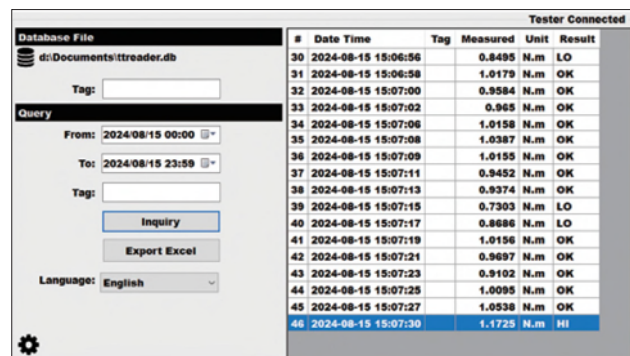 Tester Connected
Database File
d:\Documents\ttreader.db
Tag:
Query
From: 2024/08/15 00:00
To: 2024/08/15 23:59
Tag:
Inquiry
Export Excel
Language: English
# Date Time Tag Measured Unit Result
30 2024-08-15 15:06:56 0.8495 N.m LO
31 2024-08-15 15:06:58 1.0179 N.m OK
32 2024-08-15 15:07:00 0.9584 N.m OK
33 2024-08-15 15:07:02 0.965 N.m OK
34 2024-08-15 15:07:06 1.0158 N.m OK
35 2024-08-15 15:07:08 1.0387 N.m OK
36 2024-08-15 15:07:09 1.0155 N.m OK
37 2024-08-15 15:07:11 0.9452 N.m OK
38 2024-08-15 15:07:13 0.9374 N.m OK
39 2024-08-15 15:07:15 0.7303 N.m LO
40 2024-08-15 15:07:17 0.8686 N.m LO
41 2024-08-15 15:07:19 1.0156 N.m OK
42 2024-08-15 15:07:21 0.9697 N.m OK
43 2024-08-15 15:07:23 0.9102 N.m OK
44 2024-08-15 15:07:25 1.0095 N.m OK
45 2024-08-15 15:07:27 1.0538 N.m OK
46 2024-08-15 15:07:30 1.1725 N.m HI